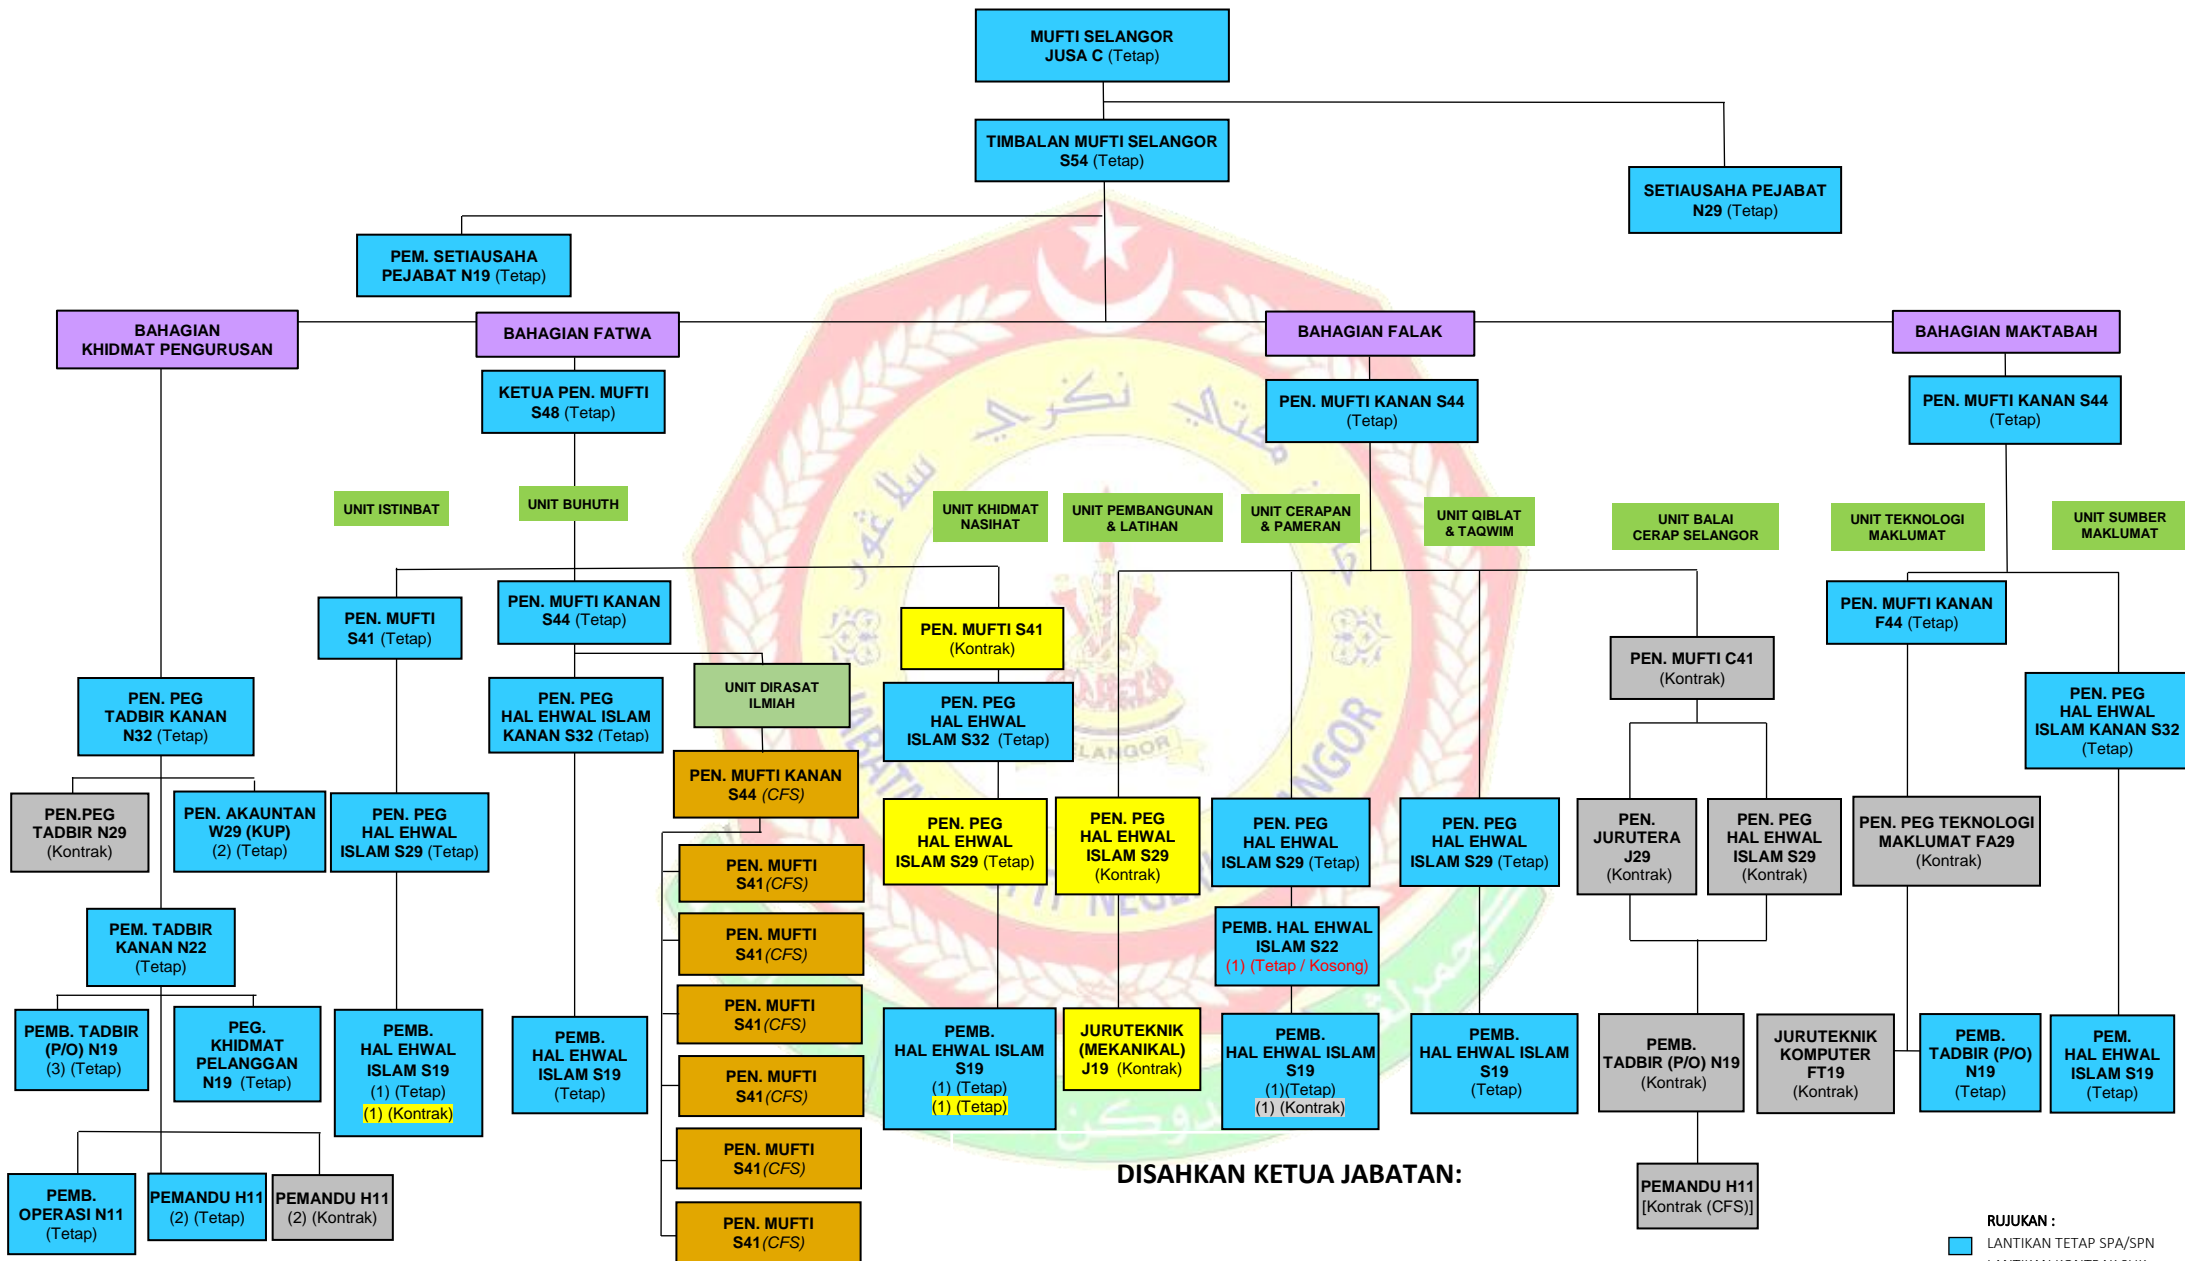 MUFTI SELANGOR
JUSA C (Tetap)
TIMBALAN MUFTI SELANGOR
S54 (Tetap)
SETIAUSAHA PEJABAT
N29 (Tetap)
PEM. SETIAUSAHA
PEJABAT N19 (Tetap)
BAHAGIAN
KHIDMAT PENGURUSAN
BAHAGIAN FATWA
BAHAGIAN FALAK
BAHAGIAN MAKTABAH
KETUA PEN. MUFTI
S48 (Tetap)
PEN. MUFTI KANAN S44
(Tetap)
PEN. MUFTI KANAN S44
(Tetap)
UNIT ISTINBAT
UNIT BUHUTH
UNIT KHIDMAT
NASIHAT
UNIT PEMBANGUNAN
& LATIHAN
UNIT CERAPAN
& PAMERAN
UNIT QIBLAT
& TAQWIM
UNIT BALAI
CERAP SELANGOR
UNIT TEKNOLOGI
MAKLUMAT
UNIT SUMBER
MAKLUMAT
PEN. MUFTI
S41 (Tetap)
PEN. MUFTI KANAN
S44 (Tetap)
PEN. MUFTI S41
(Kontrak)
PEN. MUFTI C41
(Kontrak)
PEN. MUFTI KANAN
F44 (Tetap)
PEN. PEG
TADBIR KANAN
N32 (Tetap)
PEN. PEG
HAL EHWAL ISLAM
KANAN S32 (Tetap)
UNIT DIRASAT
ILMIAH
PEN. PEG
HAL EHWAL
ISLAM S32 (Tetap)
PEN. PEG
HAL EHWAL
ISLAM KANAN S32
(Tetap)
PEN. MUFTI KANAN
S44 (CFS)
PEN.PEG
TADBIR N29
(Kontrak)
PEN. AKAUNTAN
W29 (KUP)
(2) (Tetap)
PEN. PEG
HAL EHWAL
ISLAM S29 (Tetap)
PEN. PEG
HAL EHWAL
ISLAM S29 (Tetap)
PEN. PEG
HAL EHWAL
ISLAM S29
(Kontrak)
PEN. PEG
HAL EHWAL
ISLAM S29 (Tetap)
PEN. PEG
HAL EHWAL
ISLAM S29 (Tetap)
PEN.
JURUTERA
J29
(Kontrak)
PEN. PEG
HAL EHWAL
ISLAM S29
(Kontrak)
PEN. PEG TEKNOLOGI
MAKLUMAT FA29
(Kontrak)
PEN. MUFTI
S41(CFS)
PEN. MUFTI
S41(CFS)
PEN. MUFTI
S41(CFS)
PEN. MUFTI
S41(CFS)
PEN. MUFTI
S41(CFS)
PEN. MUFTI
S41(CFS)
PEM. TADBIR
KANAN N22
(Tetap)
PEMB. HAL EHWAL
ISLAM S22
(1) (Tetap / Kosong)
PEMB. TADBIR
(P/O) N19
(3) (Tetap)
PEG.
KHIDMAT
PELANGGAN
N19 (Tetap)
PEMB.
HAL EHWAL
ISLAM S19
(1) (Tetap)
(1) (Kontrak)
PEMB.
HAL EHWAL
ISLAM S19
(Tetap)
PEMB.
HAL EHWAL ISLAM
S19
(1) (Tetap)
(1) (Tetap)
JURUTEKNIK
(MEKANIKAL)
J19 (Kontrak)
PEMB.
HAL EHWAL ISLAM
S19
(1)(Tetap)
(1) (Kontrak)
PEMB.
HAL EHWAL ISLAM
S19
(Tetap)
PEMB.
TADBIR (P/O) N19
(Kontrak)
JURUTEKNIK
KOMPUTER
FT19
(Kontrak)
PEMB.
TADBIR (P/O)
N19
(Tetap)
PEM.
HAL EHWAL
ISLAM S19
(Tetap)
PEMB.
OPERASI N11
(Tetap)
PEMANDU H11
(2) (Tetap)
PEMANDU H11
(2) (Kontrak)
PEMANDU H11
[Kontrak (CFS)]
DISAHKAN KETUA JABATAN:
RUJUKAN :
LANTIKAN TETAP SPA/SPN